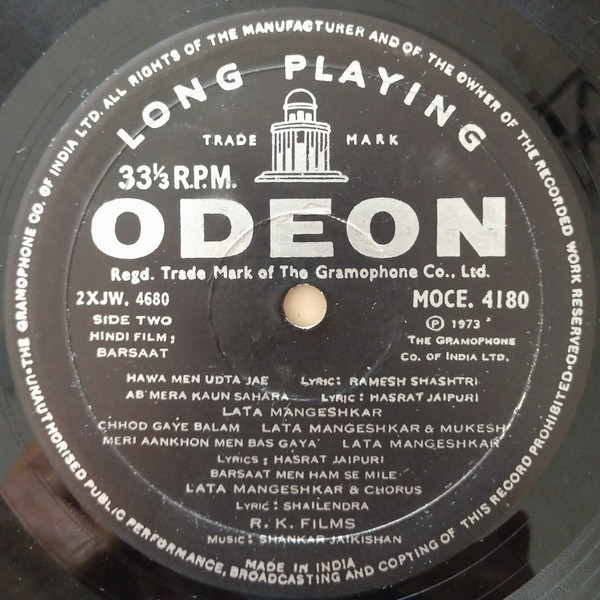 UNAUTHORISED PUBLIC PERFORMANCE, BROADCASTING AND COPYING OF THIS RECORD PROHIBITED • THE GRAMOPHONE CO. OF INDIA LTD. ALL RIGHTS OF THE MANUFACTURER AND OF THE OWNER OF THE RECORDED WORK RESERVED •
LONG PLAYING
TRADE MARK
33⅓ R.P.M.
ODEON
Regd. Trade Mark of The Gramophone Co., Ltd.
2XJW. 4680 MOCE. 4180
SIDE TWO ℗ 1973
HINDI FILM; THE GRAMOPHONE
BARSAAT CO. OF INDIA LTD.
HAWA MEN UDTA JAE LYRIC: RAMESH SHASHTRI
AB MERA KAUN SAHARA LYRIC: HASRAT JAIPURI
LATA MANGESHKAR
CHHOD GAYE BALAM LATA MANGESHKAR & MUKESH
MERI AANKHON MEN BAS GAYA LATA MANGESHKAR
LYRICS; HASRAT JAIPURI
BARSAAT MEN HAM SE MILE
LATA MANGESHKAR & CHORUS
LYRIC: SHAILENDRA
R. K. FILMS
MUSIC: SHANKAR JAIKISHAN
MADE IN INDIA